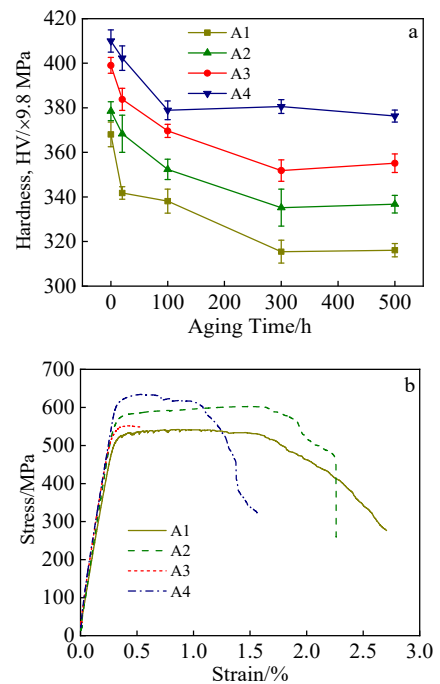 a
A1
A2
A3
A4
Hardness, HV/×9.8 MPa
420
400
380
360
340
320
300
0 100 200 300 400 500
Aging Time/h
b
Stress/MPa
700
600
500
400
300
200
100
0
A1
A2
A3
A4
0.0 0.5 1.0 1.5 2.0 2.5 3.0
Strain/%